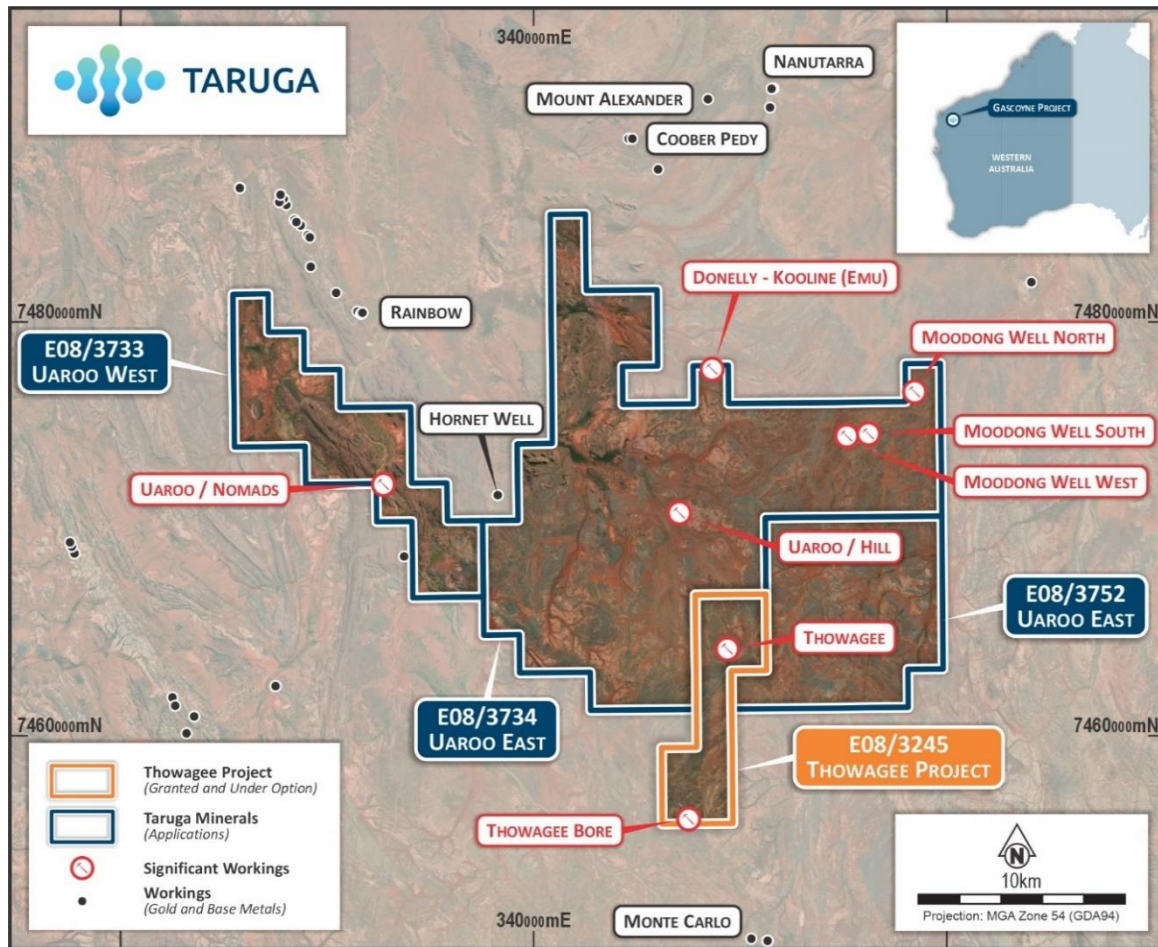 340000mE
TARUGA
NANUTARRA
MOUNT ALEXANDER
COOBER PEDY
GASCOYNE PROJECT
WESTERN
AUSTRALIA
DONELLY - KOOLINE (EMU)
7480000mN
7480000mN
RAINBOW
E08/3733
UAROO WEST
MOODONG WELL NORTH
HORNET WELL
MOODONG WELL SOUTH
MOODONG WELL WEST
UAROO / NOMADS
UAROO / HILL
E08/3752
UAROO EAST
THOWAGEE
E08/3734
UAROO EAST
7460000mN
7460000mN
E08/3245
THOWAGEE PROJECT
THOWAGEE BORE
Thowagee Project
(Granted and Under Option)
Taruga Minerals
(Applications)
Significant Workings
Workings
(Gold and Base Metals)
340000mE
MONTE CARLO
N
10km
Projection: MGA Zone 54 (GDA94)